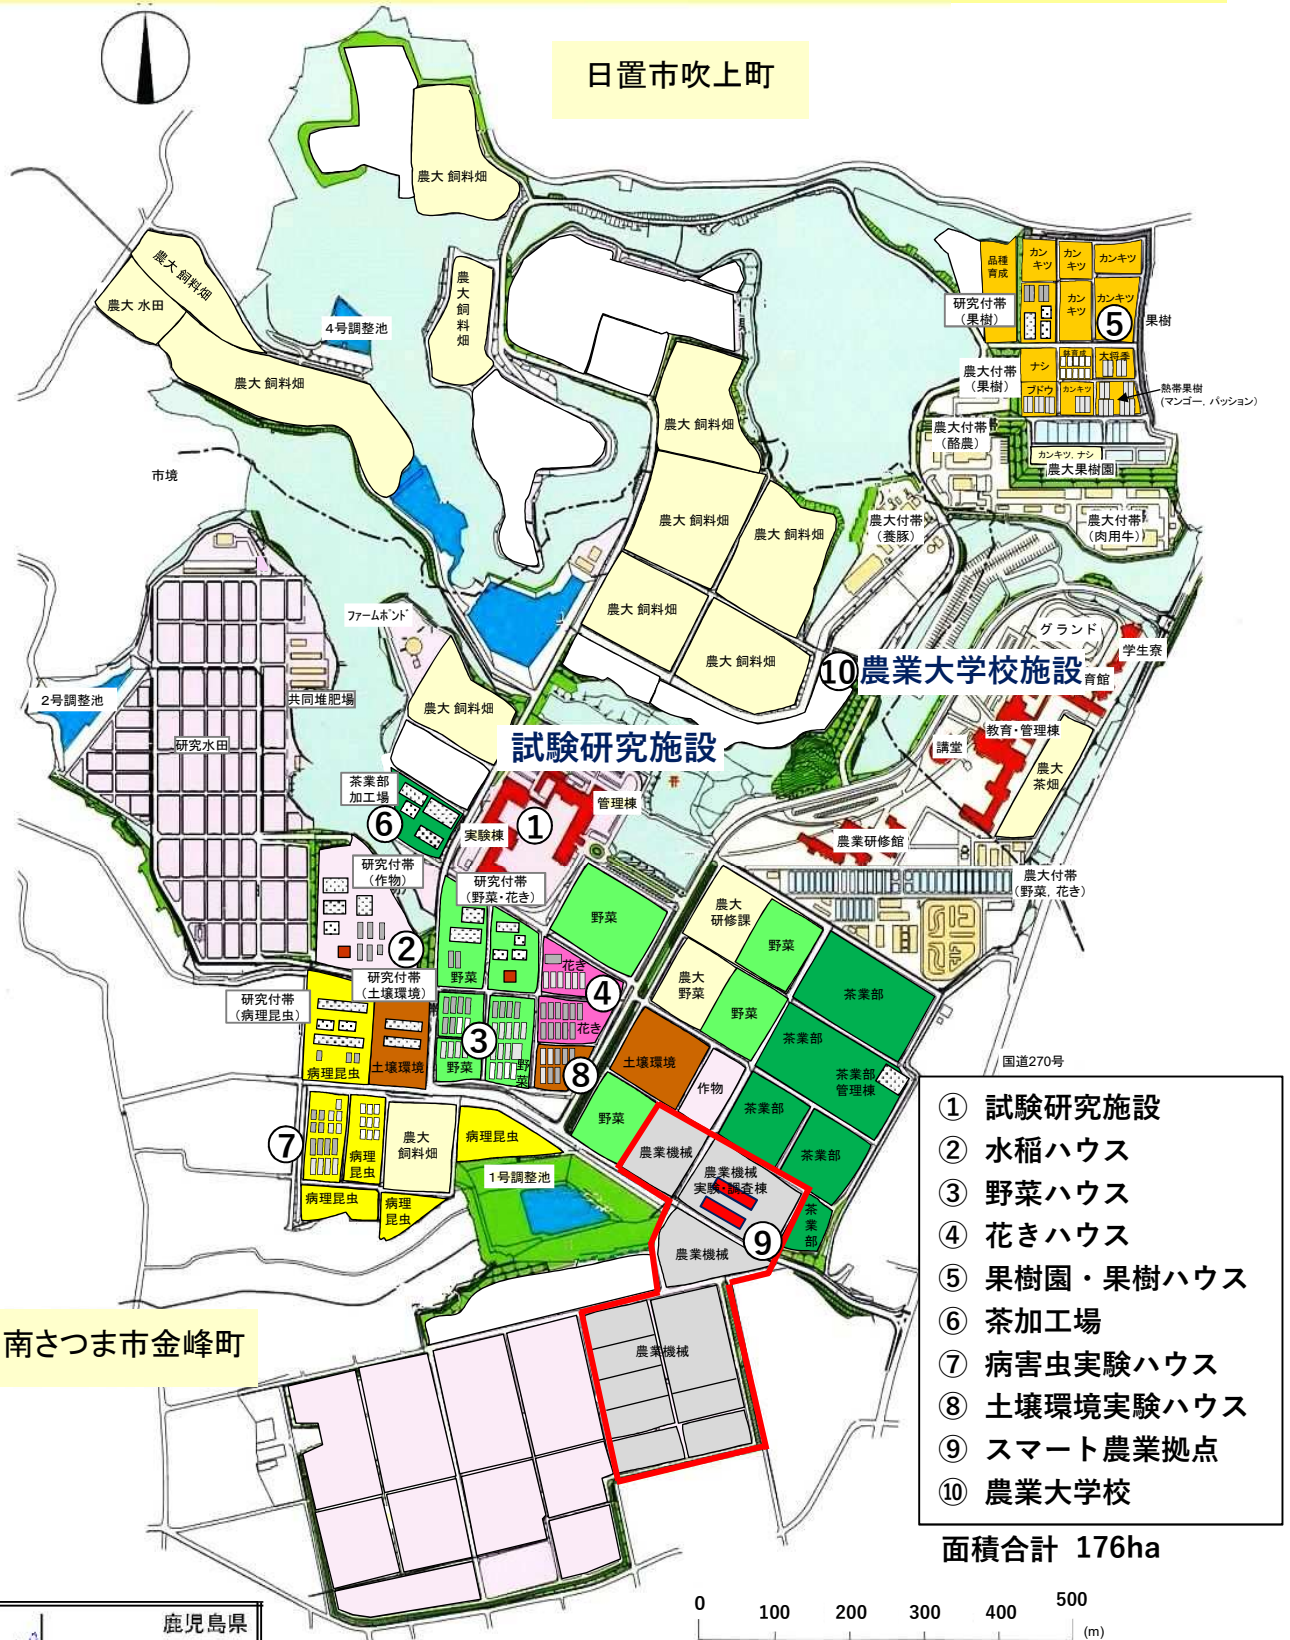 日置市吹上町
農大 飼料畑
農大 飼料畑
農大 水田
農大飼料畑
4号調整池
農大 飼料畑
品種
育成
カン
キツ
カン
キツ
カンキツ
研究付帯
(果樹)
カン
キツ
カンキツ
⑤
果樹
農大付帯
(果樹)
ナシ
大将季
ブドウ
カンキツ
熱帯果樹
(マンゴー, パッション)
農大 飼料畑
農大付帯
(酪農)
カンキツ, ナシ
農大果樹園
市境
農大 飼料畑
農大 飼料畑
農大付帯
(養豚)
農大付帯
(肉用牛)
ファームポンド
農大 飼料畑
グランド
学生寮
農大 飼料畑
⑩農業大学校施設
育館
2号調整池
共同堆肥場
農大 飼料畑
研究水田
試験研究施設
教育・管理棟
講堂
農大
茶畑
茶業部
加工場
⑥
管理棟
①
実験棟
農業研修館
研究付帯
(作物)
研究付帯
(野菜・花き)
農大付帯
(野菜, 花き)
野菜
農大
研修課
野菜
②
研究付帯
(土壌環境)
野菜
花き
④
農大
野菜
野菜
茶業部
研究付帯
(病理昆虫)
花き
③
野菜
野菜
茶業部
病理昆虫
土壌環境
⑧
土壌環境
作物
茶業部
管理棟
国道270号
野菜
茶業部
⑦
病理
昆虫
農大
飼料畑
病理昆虫
農業機械
農業機械
実験・調査棟
茶業部
病理昆虫
病理
昆虫
1号調整池
茶業部
⑨
農業機械
農業機械
南さつま市金峰町
① 試験研究施設
② 水稲ハウス
③ 野菜ハウス
④ 花きハウス
⑤ 果樹園・果樹ハウス
⑥ 茶加工場
⑦ 病害虫実験ハウス
⑧ 土壌環境実験ハウス
⑨ スマート農業拠点
⑩ 農業大学校
面積合計 176ha
0 100 200 300 400 500
(m)
鹿児島県